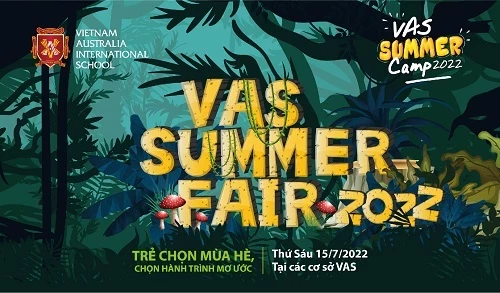 VIETNAM
AUSTRALIA
INTERNATIONAL
SCHOOL
VAS
SUMMER
Camp 2022
VAS
SUMMER
FAIR 2022
TRẺ CHỌN MÙA HÈ,
CHỌN HÀNH TRÌNH MƠ ƯỚC
Thứ Sáu 15/7/2022
Tại các cơ sở VAS